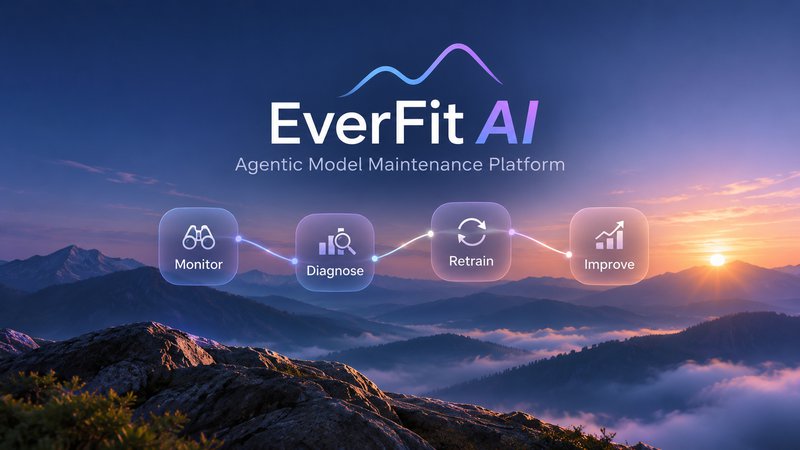 EverFit AI
Agentic Model Maintenance Platform
Monitor
Diagnose
Retrain
Improve